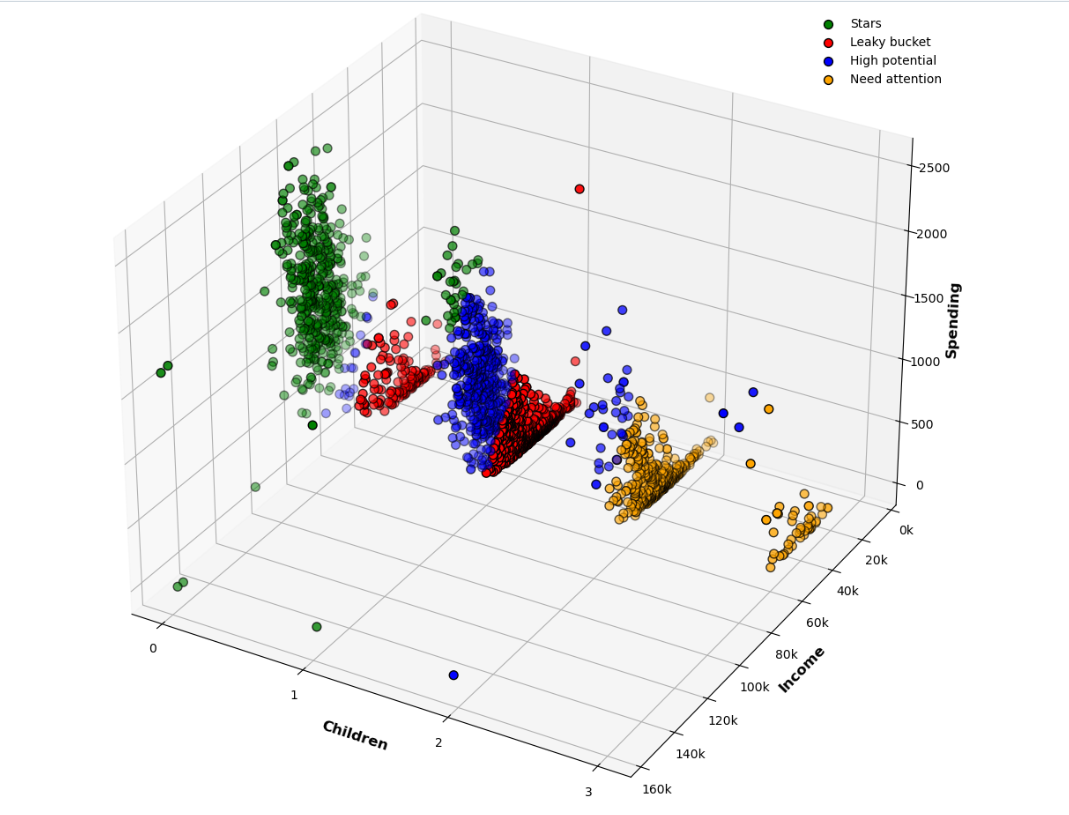 Stars
Leaky bucket
High potential
Need attention
2500
2000
1500
1000
500
0
Spending
0k
20k
40k
60k
80k
100k
120k
140k
160k
Income
0
1
2
3
Children